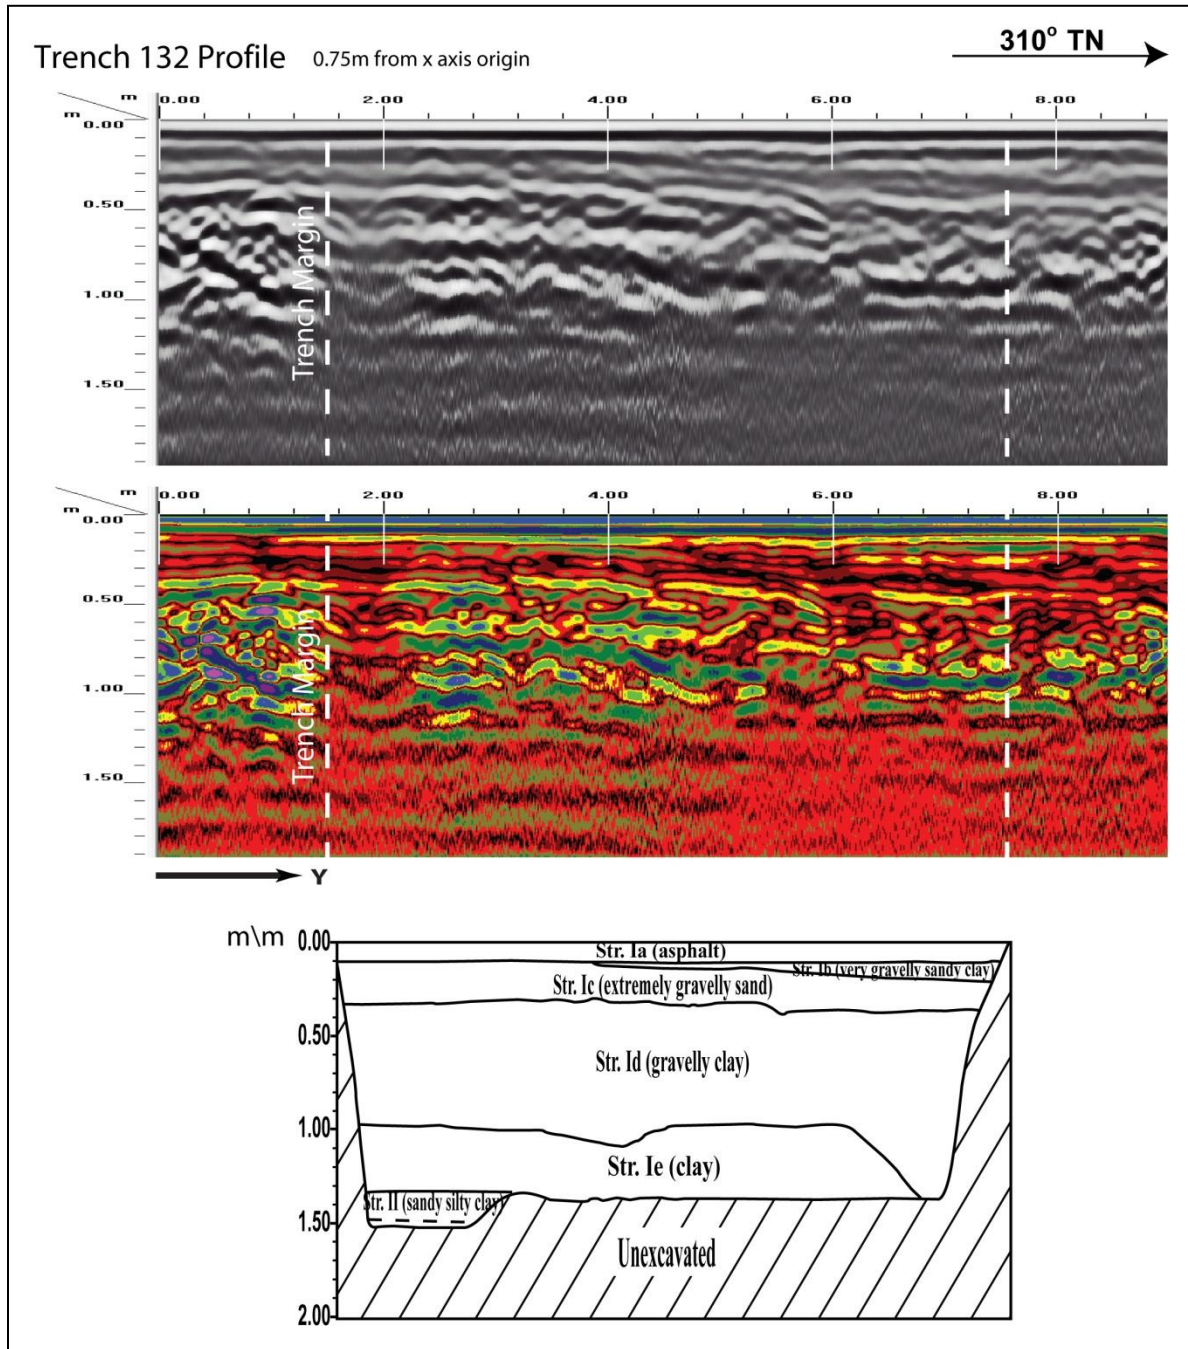 Trench 132 Profile 0.75m from x axis origin
310° TN
m 0.00 2.00 4.00 6.00 8.00
m 0.00
0.50
1.00
1.50
Trench Margin
m 0.00 2.00 4.00 6.00 8.00
m 0.00
0.50
1.00
1.50
Trench Margin
Y
m\m 0.00
Str. Ia (asphalt)
Str. Ib (very gravelly sandy clay)
Str. Ic (extremely gravelly sand)
0.50
Str. Id (gravelly clay)
1.00
Str. Ie (clay)
Str. II (sandy silty clay)
1.50
Unexcavated
2.00